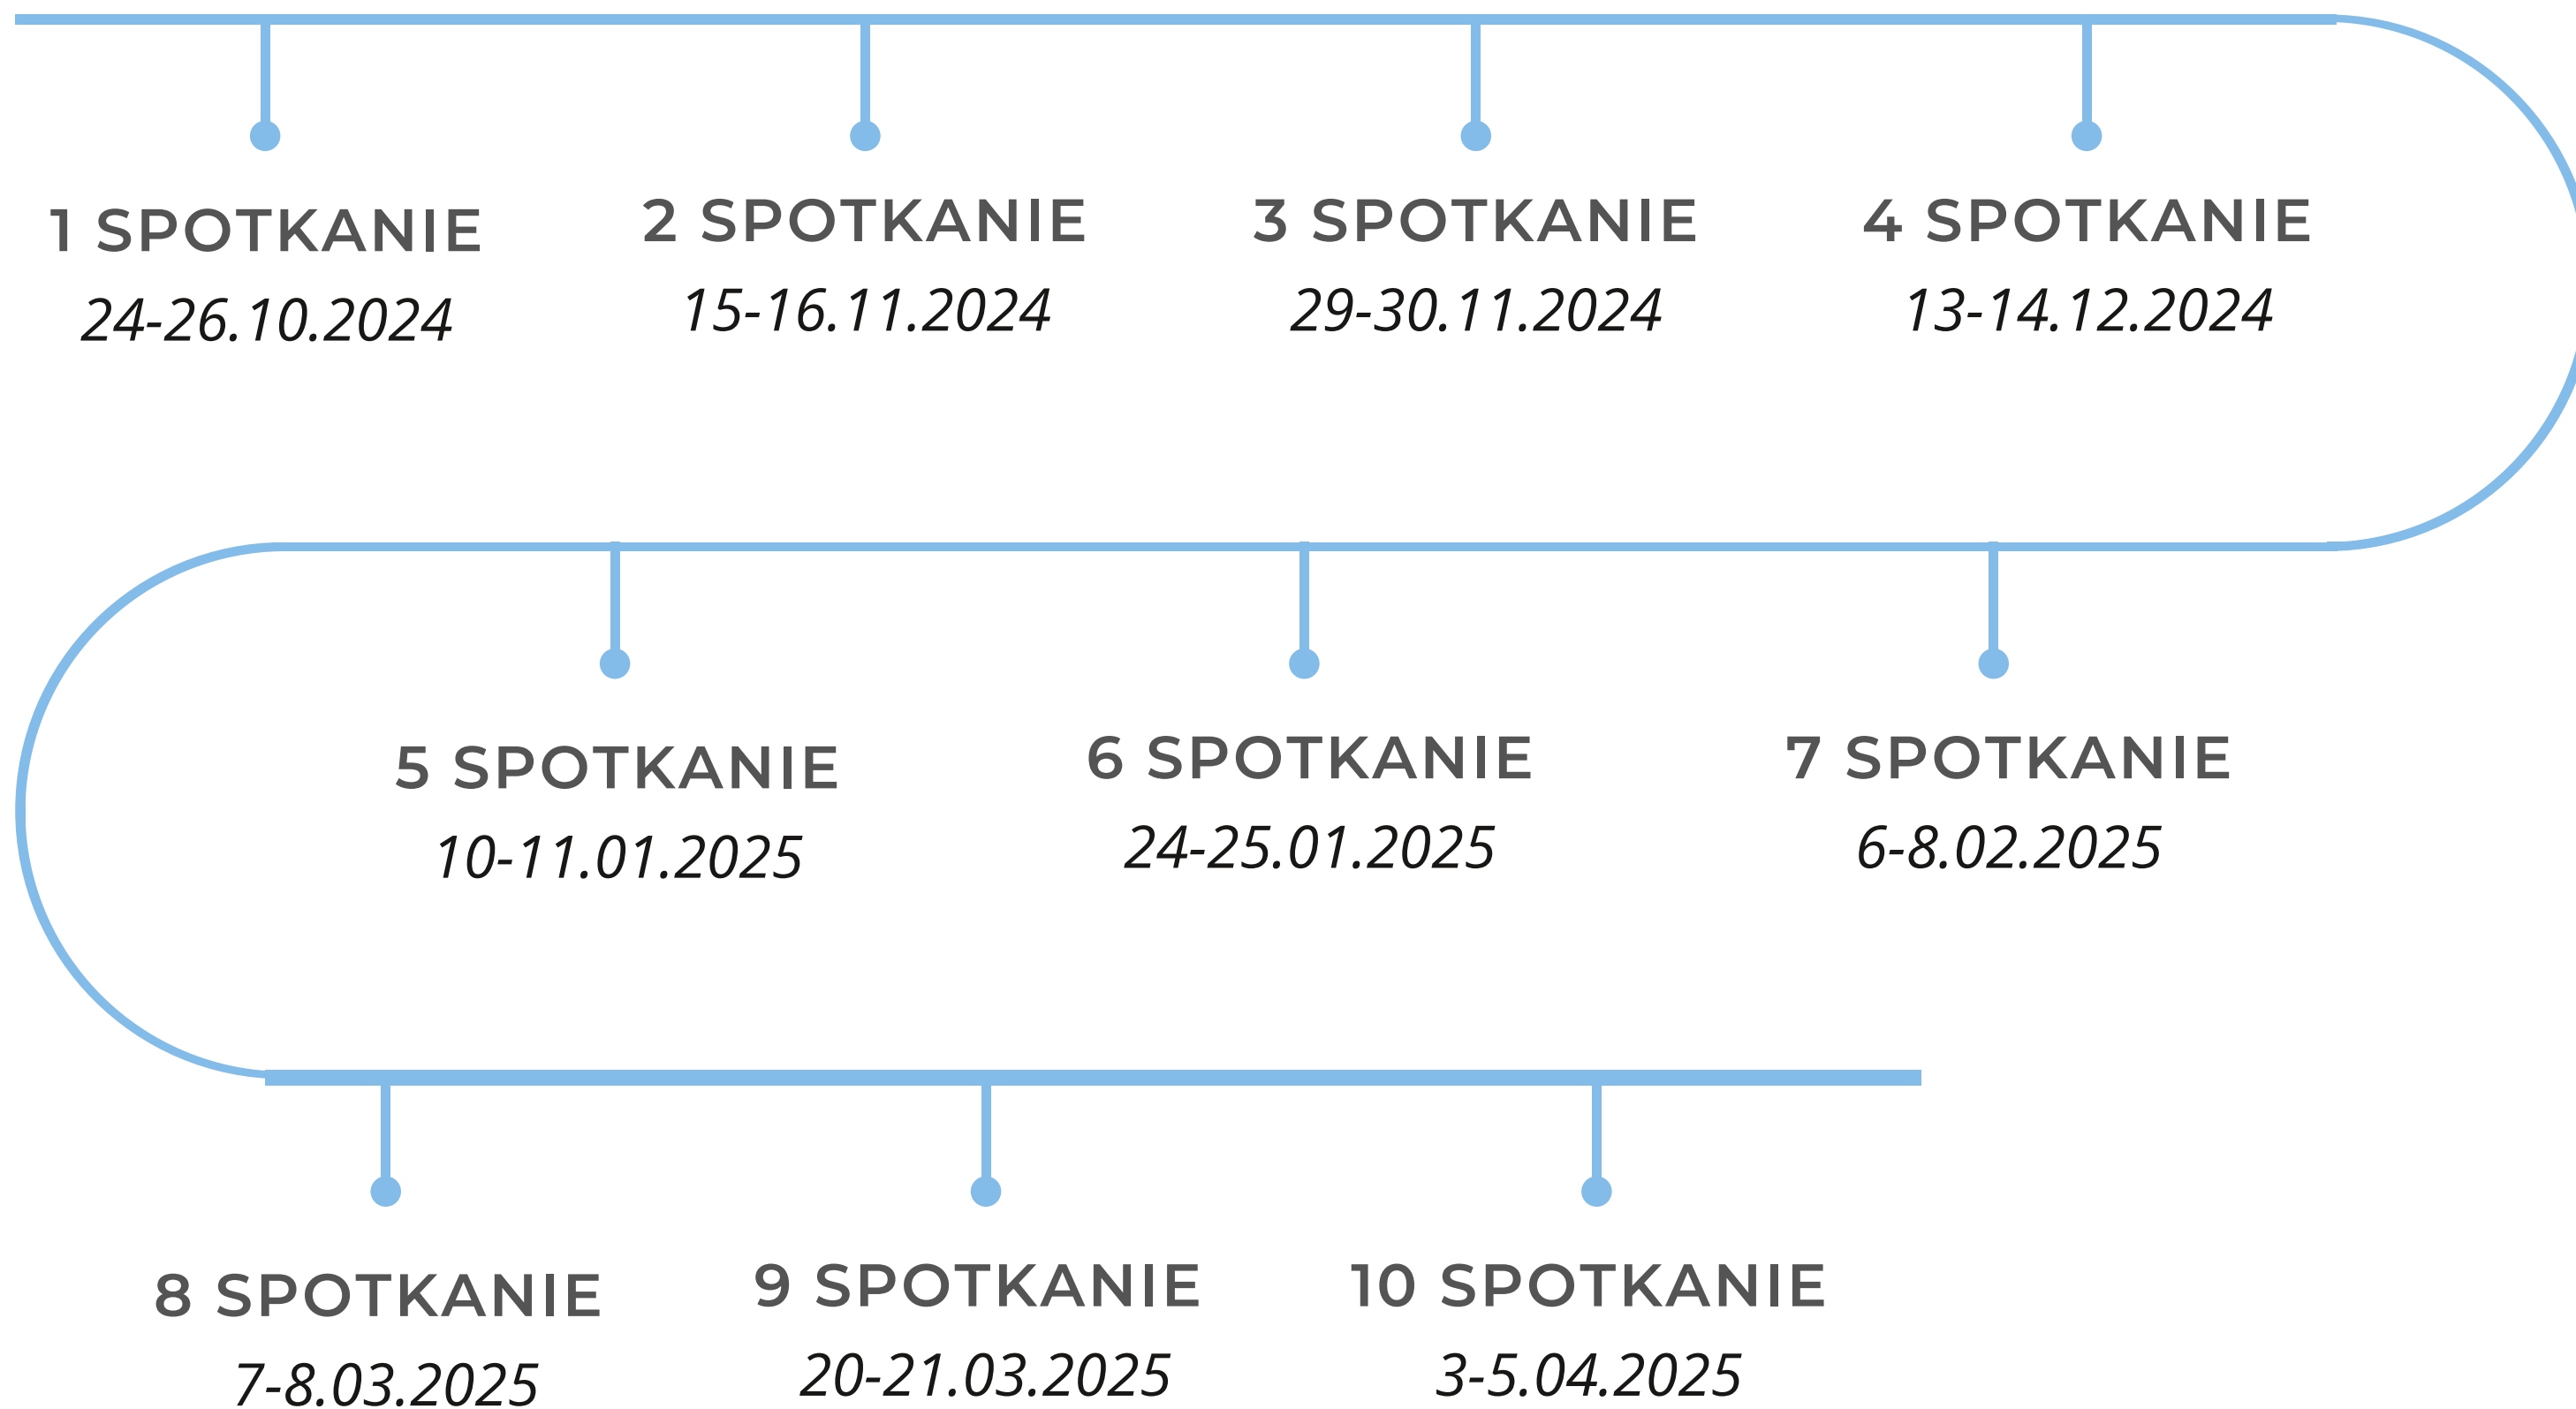 1 SPOTKANIE
24-26.10.2024
2 SPOTKANIE
15-16.11.2024
3 SPOTKANIE
29-30.11.2024
4 SPOTKANIE
13-14.12.2024
5 SPOTKANIE
10-11.01.2025
6 SPOTKANIE
24-25.01.2025
7 SPOTKANIE
6-8.02.2025
8 SPOTKANIE
7-8.03.2025
9 SPOTKANIE
20-21.03.2025
10 SPOTKANIE
3-5.04.2025